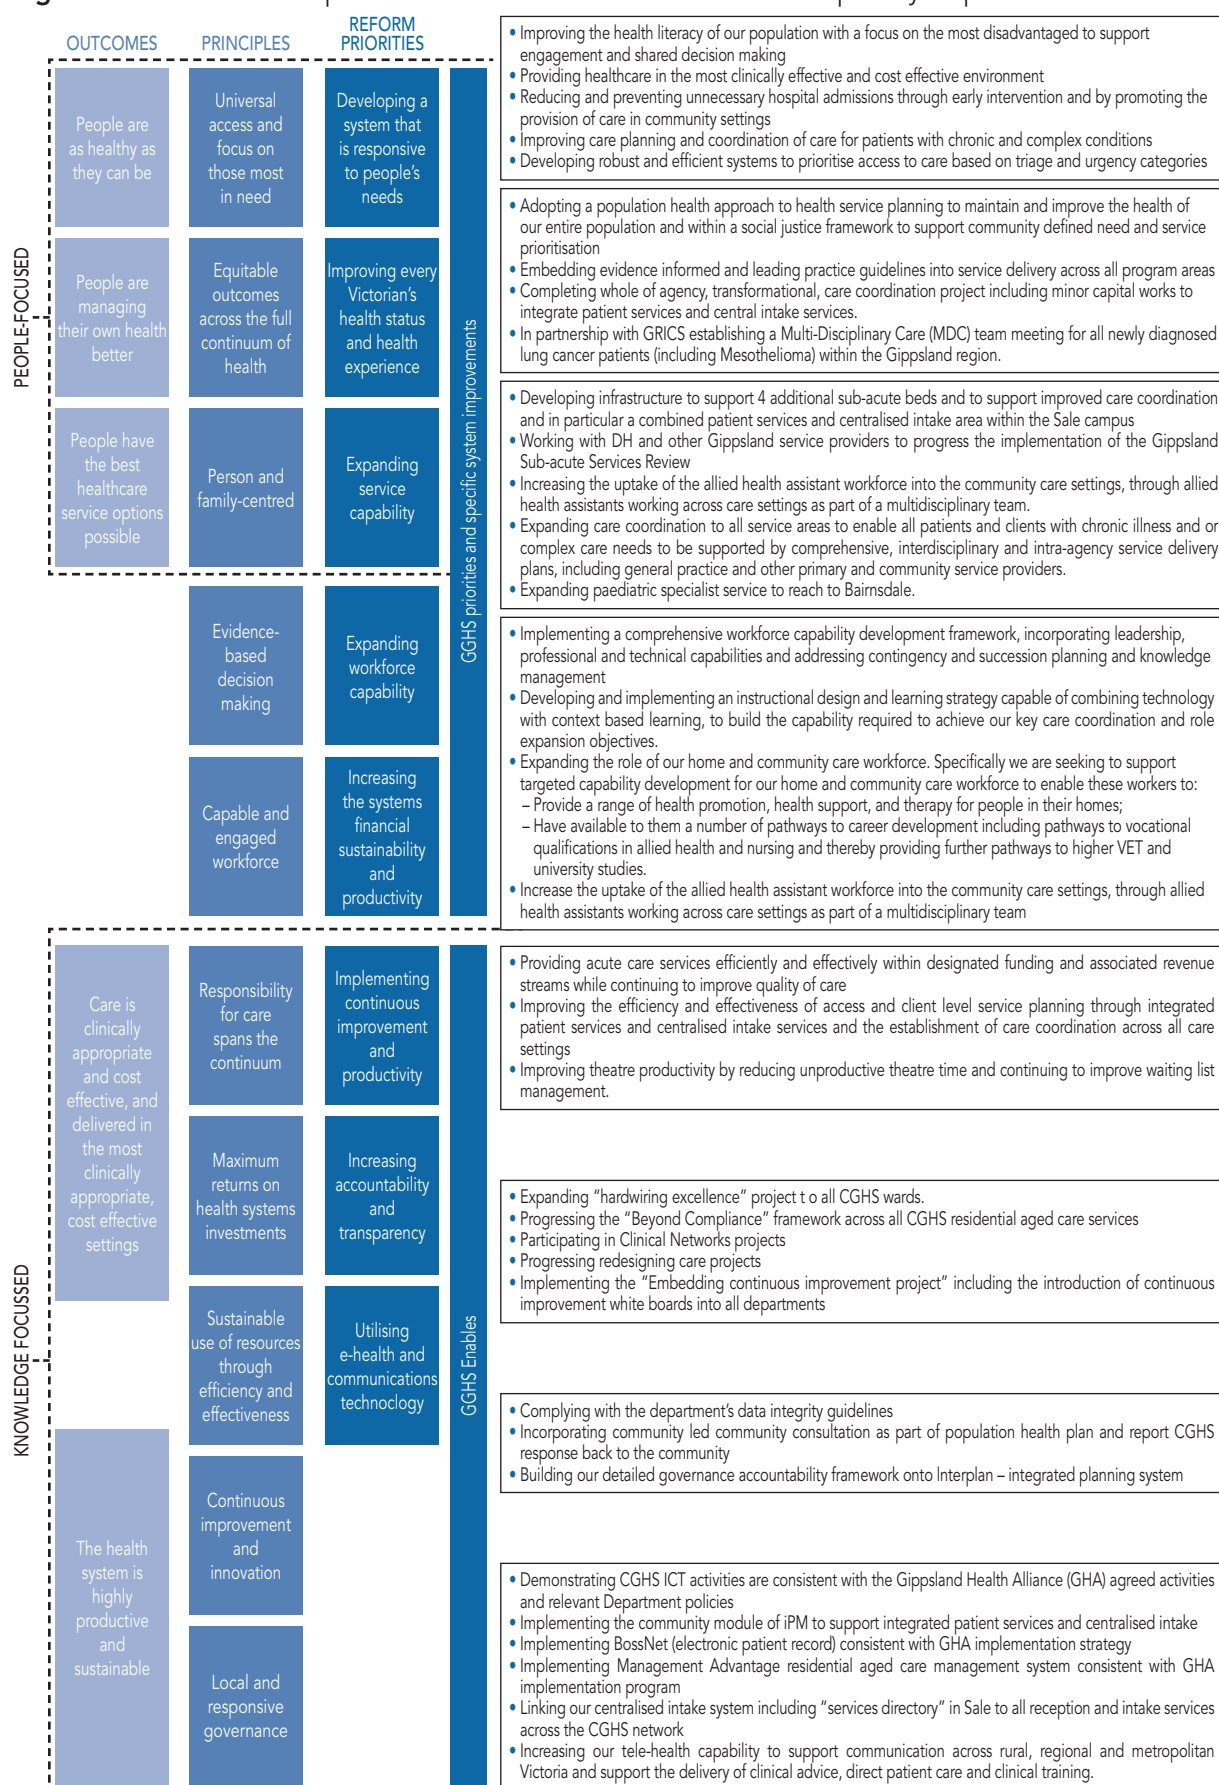 OUTCOMES
PRINCIPLES
REFORM
PRIORITIES
PEOPLE-FOCUSED
People are
as healthy as
they can be
People are
managing
their own health
better
People have
the best
healthcare
service options
possible
Universal
access and
focus on
those most
in need
Equitable
outcomes
across the full
continuum of
health
Person and
family-centred
Evidence-
based
decision
making
Capable and
engaged
workforce
Developing a
system that
is responsive
to people's
needs
Improving every
Victorian's
health status
and health
experience
Expanding
service
capability
Expanding
workforce
capability
Increasing
the systems
financial
sustainability
and
productivity
GGHS priorities and specific system improvements
• Improving the health literacy of our population with a focus on the most disadvantaged to support
engagement and shared decision making
• Providing healthcare in the most clinically effective and cost effective environment
• Reducing and preventing unnecessary hospital admissions through early intervention and by promoting the
provision of care in community settings
• Improving care planning and coordination of care for patients with chronic and complex conditions
• Developing robust and efficient systems to prioritise access to care based on triage and urgency categories
• Adopting a population health approach to health service planning to maintain and improve the health of
our entire population and within a social justice framework to support community defined need and service
prioritisation
• Embedding evidence informed and leading practice guidelines into service delivery across all program areas
• Completing whole of agency, transformational, care coordination project including minor capital works to
integrate patient services and central intake services.
• In partnership with GRICS establishing a Multi-Disciplinary Care (MDC) team meeting for all newly diagnosed
lung cancer patients (including Mesothelioma) within the Gippsland region.
• Developing infrastructure to support 4 additional sub-acute beds and to support improved care coordination
and in particular a combined patient services and centralised intake area within the Sale campus
• Working with DH and other Gippsland service providers to progress the implementation of the Gippsland
Sub-acute Services Review
• Increasing the uptake of the allied health assistant workforce into the community care settings, through allied
health assistants working across care settings as part of a multidisciplinary team.
• Expanding care coordination to all service areas to enable all patients and clients with chronic illness and or
complex care needs to be supported by comprehensive, interdisciplinary and intra-agency service delivery
plans, including general practice and other primary and community service providers.
• Expanding paediatric specialist service to reach to Bairnsdale.
• Implementing a comprehensive workforce capability development framework, incorporating leadership,
professional and technical capabilities and addressing contingency and succession planning and knowledge
management
• Developing and implementing an instructional design and learning strategy capable of combining technology
with context based learning, to build the capability required to achieve our key care coordination and role
expansion objectives.
• Expanding the role of our home and community care workforce. Specifically we are seeking to support
targeted capability development for our home and community care workforce to enable these workers to:
– Provide a range of health promotion, health support, and therapy for people in their homes;
– Have available to them a number of pathways to career development including pathways to vocational
qualifications in allied health and nursing and thereby providing further pathways to higher VET and
university studies.
• Increase the uptake of the allied health assistant workforce into the community care settings, through allied
health assistants working across care settings as part of a multidisciplinary team
KNOWLEDGE FOCUSSED
Care is
clinically
appropriate
and cost
effective, and
delivered in
the most
clinically
appropriate,
cost effective
settings
The health
system is
highly
productive
and
sustainable
Responsibility
for care
spans the
continuum
Maximum
returns on
health systems
investments
Sustainable
use of resources
through
efficiency and
effectiveness
Continuous
improvement
and
innovation
Local and
responsive
governance
Implementing
continuous
improvement
and
productivity
Increasing
accountability
and
transparency
Utilising
e-health and
communications
technoclogy
GGHS Enables
• Providing acute care services efficiently and effectively within designated funding and associated revenue
streams while continuing to improve quality of care
• Improving the efficiency and effectiveness of access and client level service planning through integrated
patient services and centralised intake services and the establishment of care coordination across all care
settings
• Improving theatre productivity by reducing unproductive theatre time and continuing to improve waiting list
management.
• Expanding "hardwiring excellence" project t o all CGHS wards.
• Progressing the "Beyond Compliance" framework across all CGHS residential aged care services
• Participating in Clinical Networks projects
• Progressing redesigning care projects
• Implementing the "Embedding continuous improvement project" including the introduction of continuous
improvement white boards into all departments
• Complying with the department's data integrity guidelines
• Incorporating community led community consultation as part of population health plan and report CGHS
response back to the community
• Building our detailed governance accountability framework onto Interplan – integrated planning system
• Demonstrating CGHS ICT activities are consistent with the Gippsland Health Alliance (GHA) agreed activities
and relevant Department policies
• Implementing the community module of iPM to support integrated patient services and centralised intake
• Implementing BossNet (electronic patient record) consistent with GHA implementation strategy
• Implementing Management Advantage residential aged care management system consistent with GHA
implementation program
• Linking our centralised intake system including "services directory" in Sale to all reception and intake services
across the CGHS network
• Increasing our tele-health capability to support communication across rural, regional and metropolitan
Victoria and support the delivery of clinical advice, direct patient care and clinical training.